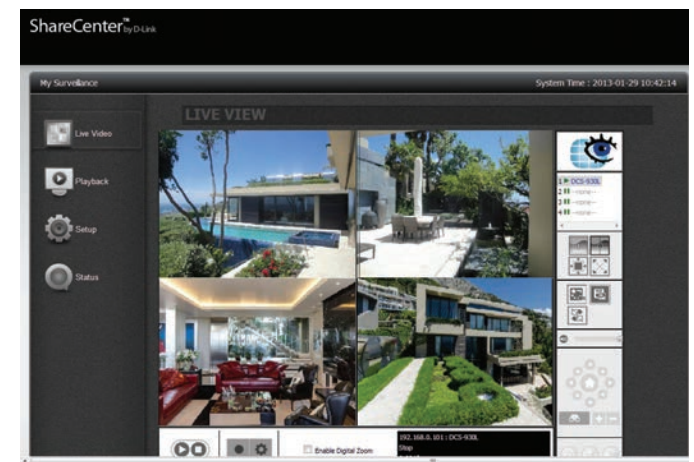 ShareCenter™ by D-Link
My Surveillance
System Time : 2013-01-29 10:42:14
Live Video
Playback
Setup
Status
LIVE VIEW
1 DCS-930L
2 --none--
3 --none--
4 --none--
Enable Digital Zoom
192.168.0.101 : DCS-930L
Stop